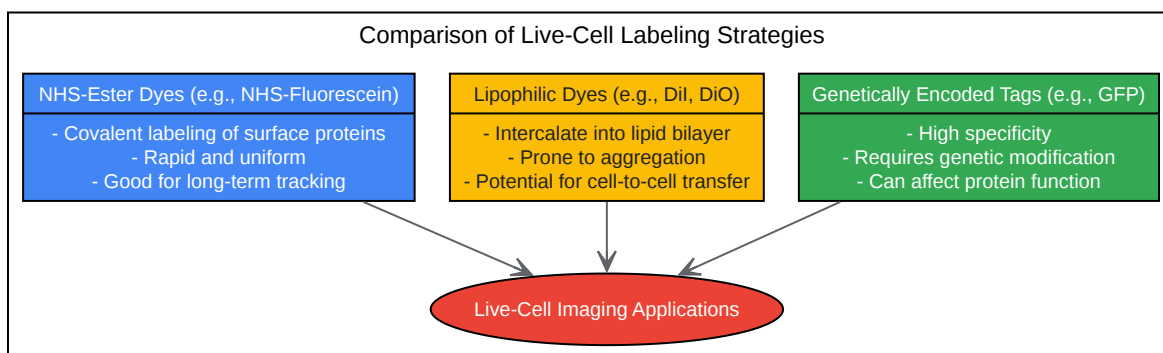 Comparison of Live-Cell Labeling Strategies
NHS-Ester Dyes (e.g., NHS-Fluorescein)
- Covalent labeling of surface proteins
- Rapid and uniform
- Good for long-term tracking
Lipophilic Dyes (e.g., DiI, DiO)
- Intercalate into lipid bilayer
- Prone to aggregation
- Potential for cell-to-cell transfer
Genetically Encoded Tags (e.g., GFP)
- High specificity
- Requires genetic modification
- Can affect protein function
Live-Cell Imaging Applications